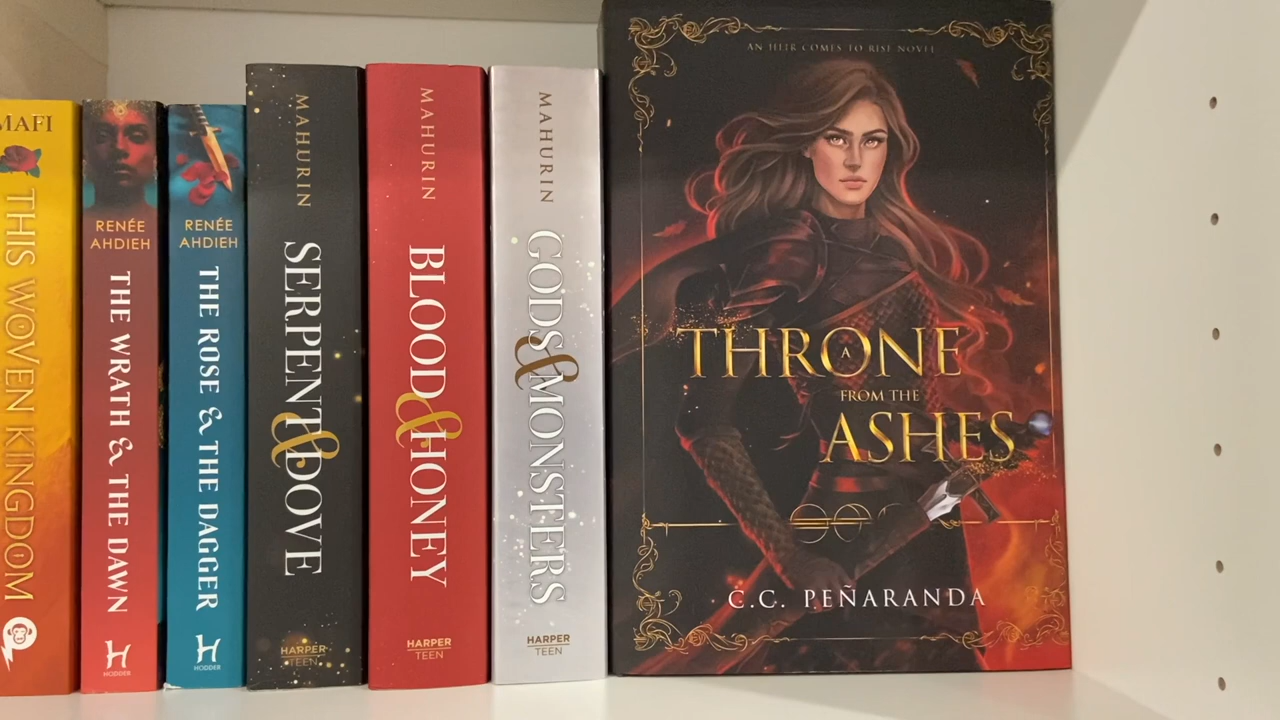 MAFI
THIS WOVEN KINGDOM
RENÉE
AHDIEH
THE WRATH & THE DAWN
HODDER
RENÉE
AHDIEH
THE ROSE & THE DAGGER
HODDER
MAHURIN
SERPENT & DOVE
HARPER
TEEN
MAHURIN
BLOOD & HONEY
HARPER
TEEN
MAHURIN
GODS & MONSTERS
HARPER
TEEN
AN HEIR COMES TO RISE NOVEL
A
THRONE
FROM THE
ASHES
C.C. PEÑARANDA